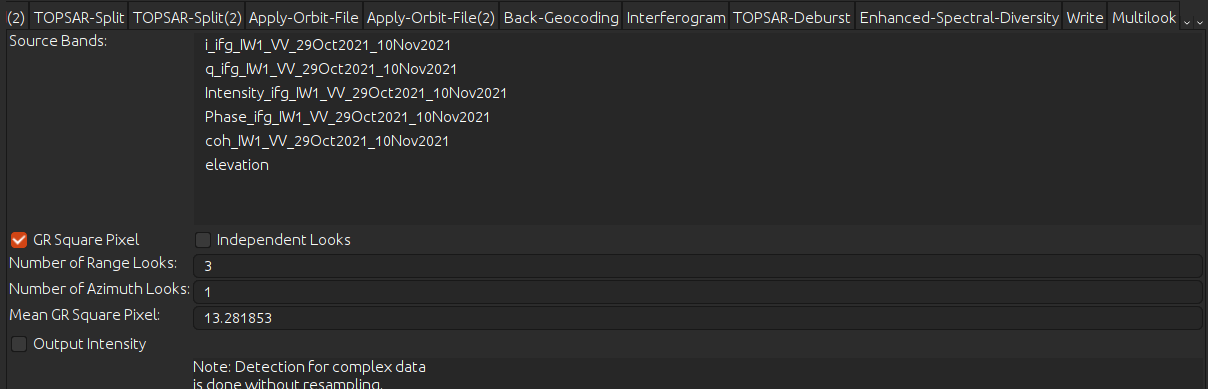 (2) TOPSAR-Split TOPSAR-Split(2) Apply-Orbit-File Apply-Orbit-File(2) Back-Geocoding Interferogram TOPSAR-Deburst Enhanced-Spectral-Diversity Write Multilook
Source Bands:
i_ifg_IW1_VV_29Oct2021_10Nov2021
q_ifg_IW1_VV_29Oct2021_10Nov2021
Intensity_ifg_IW1_VV_29Oct2021_10Nov2021
Phase_ifg_IW1_VV_29Oct2021_10Nov2021
coh_IW1_VV_29Oct2021_10Nov2021
elevation
GR Square Pixel Independent Looks
Number of Range Looks: 3
Number of Azimuth Looks: 1
Mean GR Square Pixel: 13.281853
Output Intensity
Note: Detection for complex data
is done without resampling.